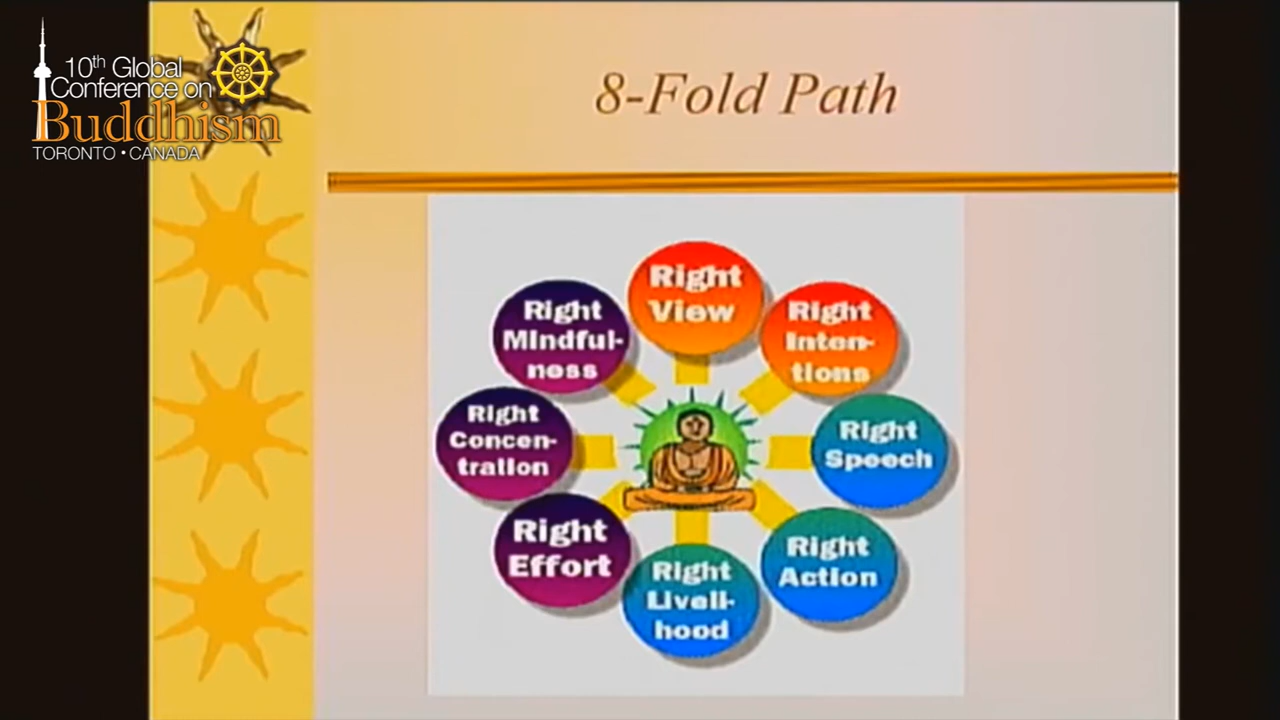 10th Global
Conference on
Buddhism
TORONTO • CANADA
8-Fold Path
Right
View
Right
Inten-
tions
Right
Speech
Right
Action
Right
Liveli-
hood
Right
Effort
Right
Concen-
tration
Right
Mindful-
ness